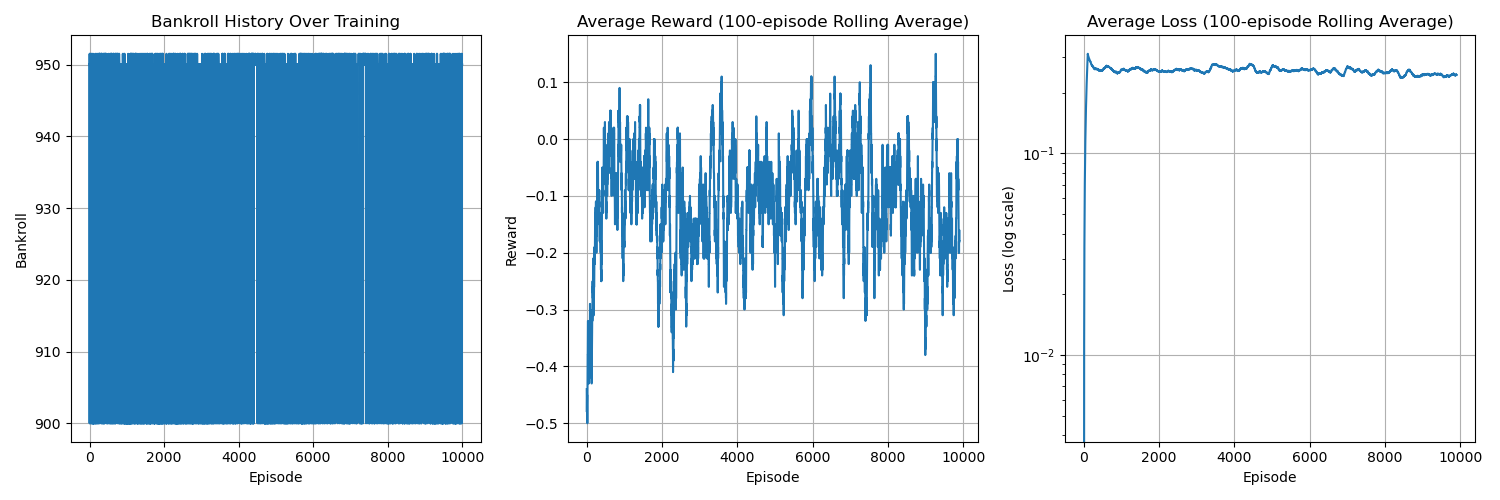 Bankroll History Over Training
Bankroll
950
940
930
920
910
900
0 2000 4000 6000 8000 10000
Episode
Average Reward (100-episode Rolling Average)
Reward
0.1
0.0
−0.1
−0.2
−0.3
−0.4
−0.5
0 2000 4000 6000 8000 10000
Episode
Average Loss (100-episode Rolling Average)
Loss (log scale)
10⁻¹
10⁻²
0 2000 4000 6000 8000 10000
Episode